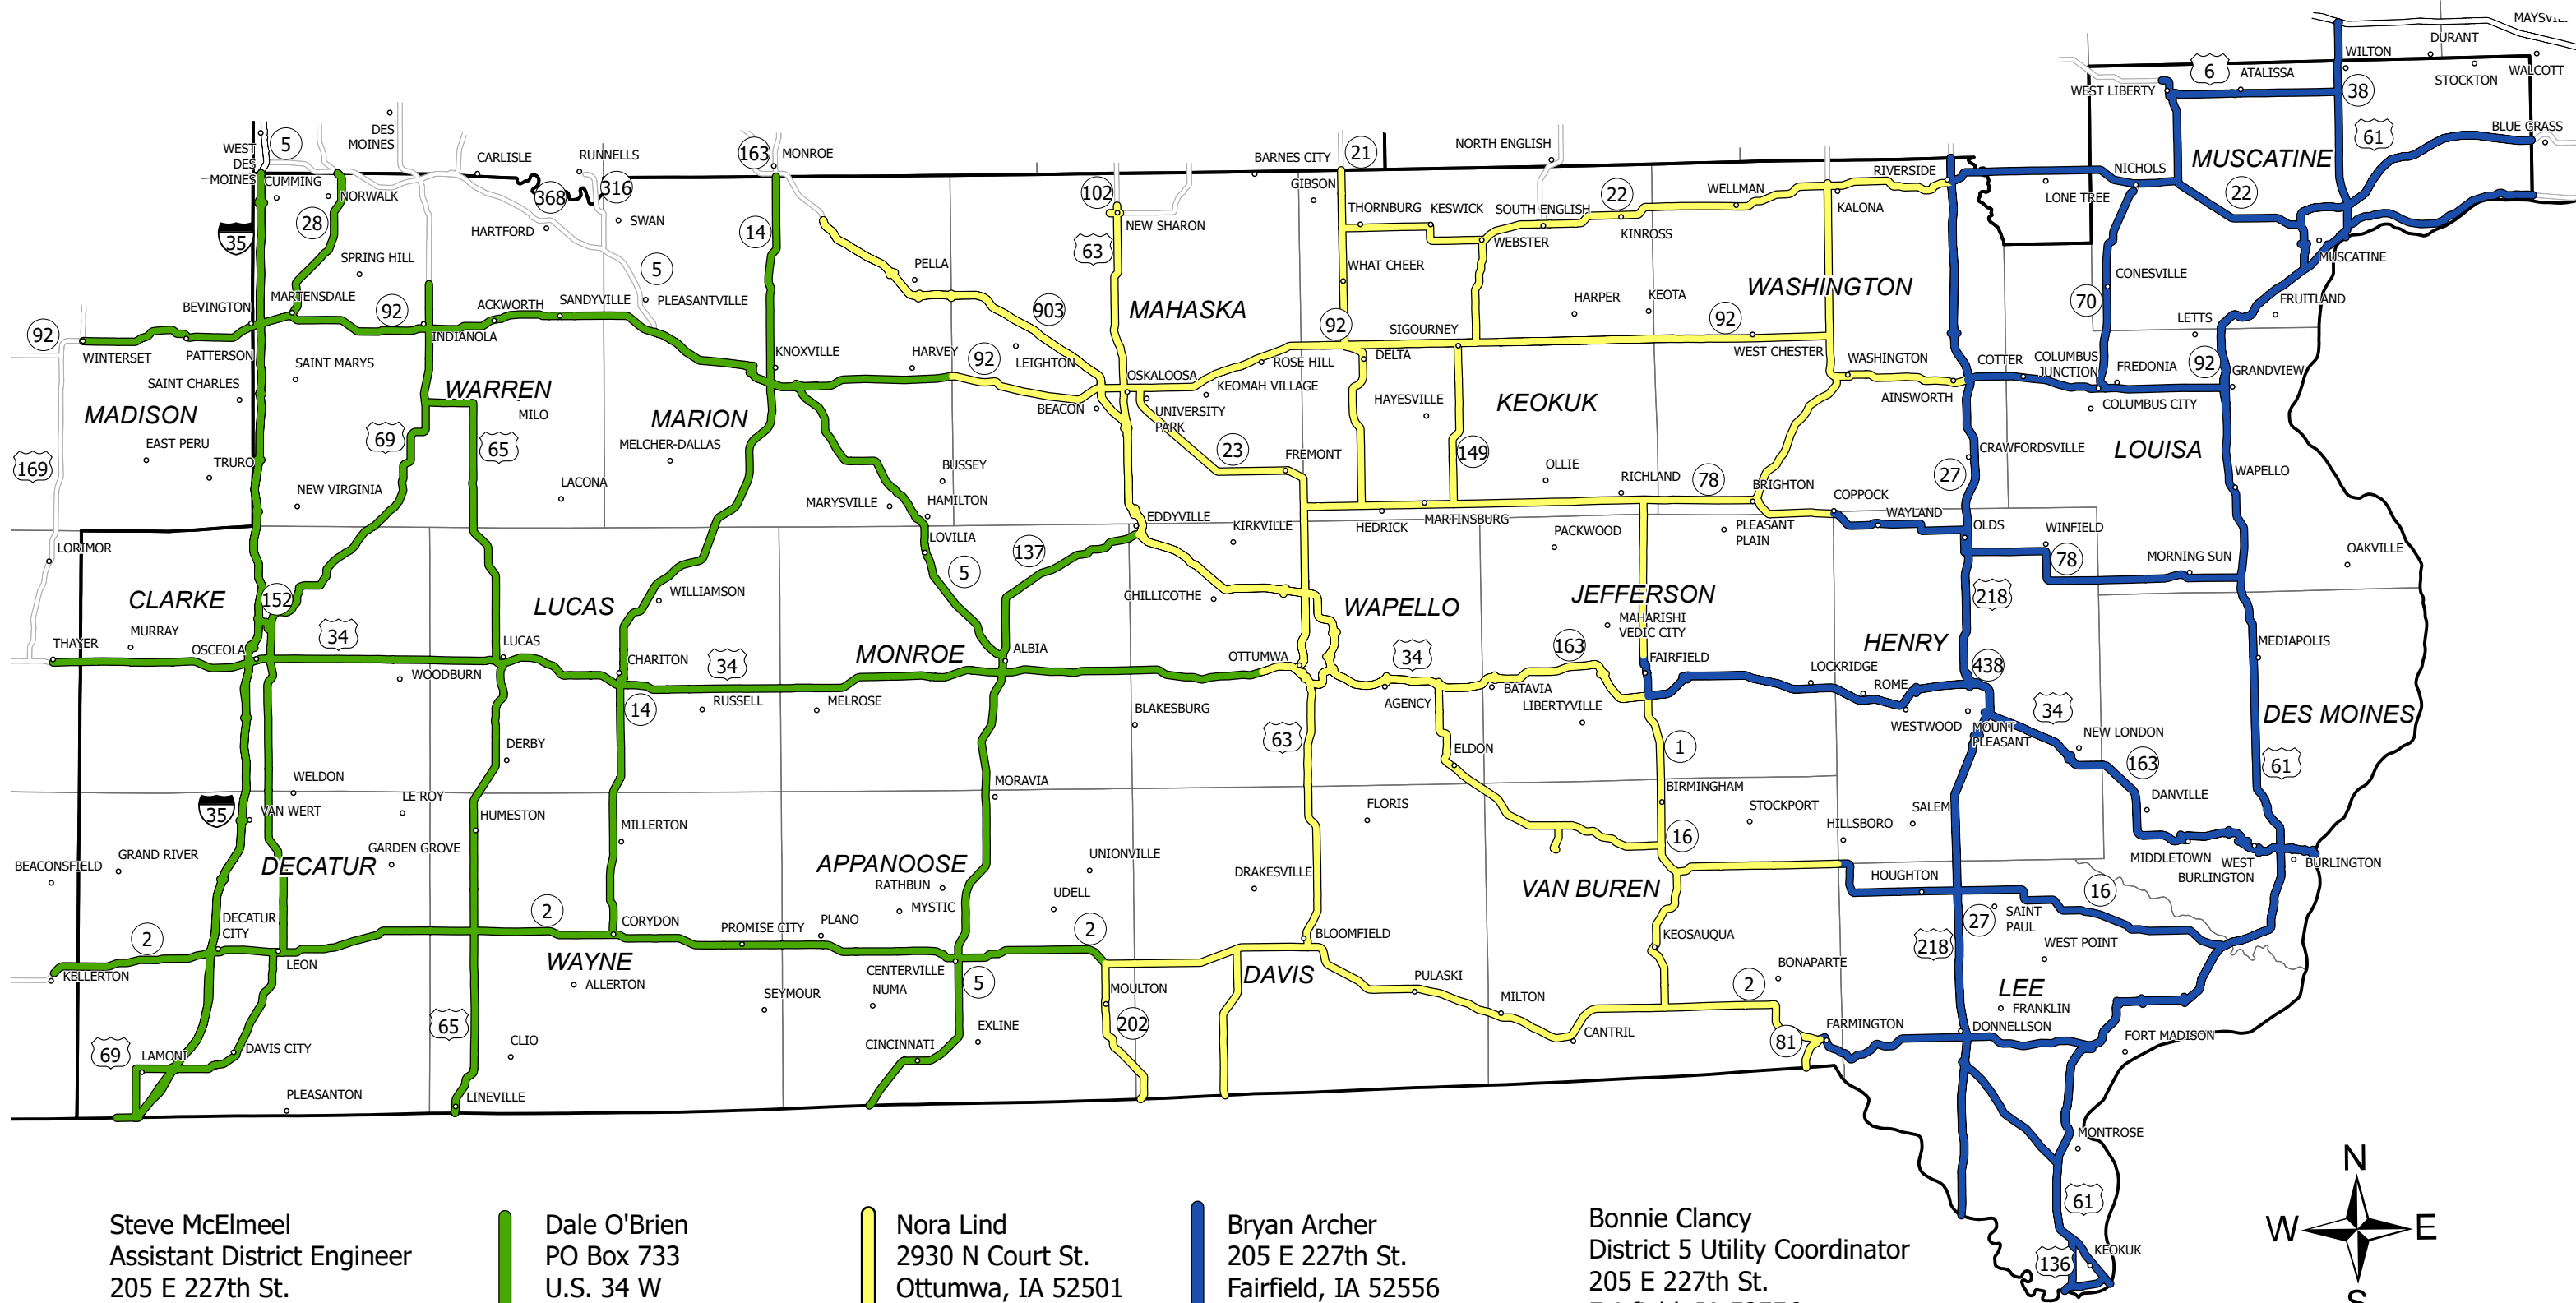 MAYSVIL
DURANT
WILTON
6
ATALISSA
WALCOTT
STOCKTON
WEST LIBERTY
38
61
BLUE GRASS
MUSCATINE
DES
MOINES
5
WEST
DES
MOINES
CARLISLE
RUNNELLS
163
MONROE
BARNES CITY
21
NORTH ENGLISH
CUMMING
NORWALK
368
316
102
GIBSON
22
WELLMAN
RIVERSIDE
NICHOLS
22
LONE TREE
28
HARTFORD
SWAN
14
63
NEW SHARON
THORNBURG
KESWICK
SOUTH ENGLISH
KINROSS
KALONA
35
SPRING HILL
5
PELLA
WHAT CHEER
WEBSTER
MUSCATINE
CONESVILLE
BEVINGTON
MARTENSDALE
92
ACKWORTH
SANDYVILLE
PLEASANTVILLE
903
MAHASKA
HARPER
KEOTA
WASHINGTON
70
FRUITLAND
LETTS
92
WINTERSET
PATTERSON
INDIANOLA
92
SIGOURNEY
92
WEST CHESTER
SAINT MARYS
KNOXVILLE
HARVEY
92
LEIGHTON
ROSE HILL
DELTA
WASHINGTON
COTTER
COLUMBUS
JUNCTION
FREDONIA
92
GRANDVIEW
SAINT CHARLES
WARREN
OSKALOOSA
KEOMAH VILLAGE
AINSWORTH
COLUMBUS CITY
MADISON
MILO
MARION
BEACON
UNIVERSITY
PARK
HAYESVILLE
KEOKUK
EAST PERU
69
65
MELCHER-DALLAS
CRAWFORDSVILLE
LOUISA
169
TRURO
23
FREMONT
149
OLLIE
RICHLAND
78
BRIGHTON
27
WAPELLO
NEW VIRGINIA
LACONA
BUSSEY
HAMILTON
MARYSVILLE
COPPOCK
WAYLAND
EDDYVILLE
KIRKVILLE
HEDRICK
MARTINSBURG
PACKWOOD
PLEASANT
PLAIN
OLDS
WINFIELD
LORIMOR
LOVILIA
137
78
MORNING SUN
OAKVILLE
5
CLARKE
152
LUCAS
WILLIAMSON
CHILLICOTHE
WAPELLO
JEFFERSON
218
MAHARISHI
VEDIC CITY
MURRAY
34
THAYER
OSCEOLA
LUCAS
CHARITON
34
MONROE
ALBIA
OTTUMWA
34
163
FAIRFIELD
LOCKRIDGE
HENRY
438
MEDIAPOLIS
WOODBURN
14
RUSSELL
MELROSE
BLAKESBURG
AGENCY
BATAVIA
LIBERTYVILLE
ROME
WESTWOOD
MOUNT
PLEASANT
34
NEW LONDON
DES MOINES
DERBY
63
ELDON
1
163
61
WELDON
MORAVIA
BIRMINGHAM
35
VAN WERT
LE ROY
HUMESTON
FLORIS
STOCKPORT
SALEM
DANVILLE
MILLERTON
16
HILLSBORO
BEACONSFIELD
GRAND RIVER
DECATUR
GARDEN GROVE
APPANOOSE
UNIONVILLE
DRAKESVILLE
VAN BUREN
MIDDLETOWN
WEST
BURLINGTON
BURLINGTON
RATHBUN
UDELL
HOUGHTON
16
2
DECATUR
CITY
2
CORYDON
PROMISE CITY
PLANO
MYSTIC
2
BLOOMFIELD
KEOSAUQUA
27
SAINT
PAUL
218
WEST POINT
KELLERTON
LEON
WAYNE
ALLERTON
CENTERVILLE
NUMA
5
MOULTON
DAVIS
PULASKI
BONAPARTE
2
LEE
FRANKLIN
SEYMOUR
MILTON
65
EXLINE
202
CANTRIL
81
FARMINGTON
DONNELLSON
FORT MADISON
69
LAMONI
DAVIS CITY
CLIO
CINCINNATI
PLEASANTON
LINEVILLE
MONTROSE
N
61
W
E
S
KEOKUK
136
Steve McElmeel
Assistant District Engineer
205 E 227th St.
Dale O'Brien
PO Box 733
U.S. 34 W
Nora Lind
2930 N Court St.
Ottumwa, IA 52501
Bryan Archer
205 E 227th St.
Fairfield, IA 52556
Bonnie Clancy
District 5 Utility Coordinator
205 E 227th St.